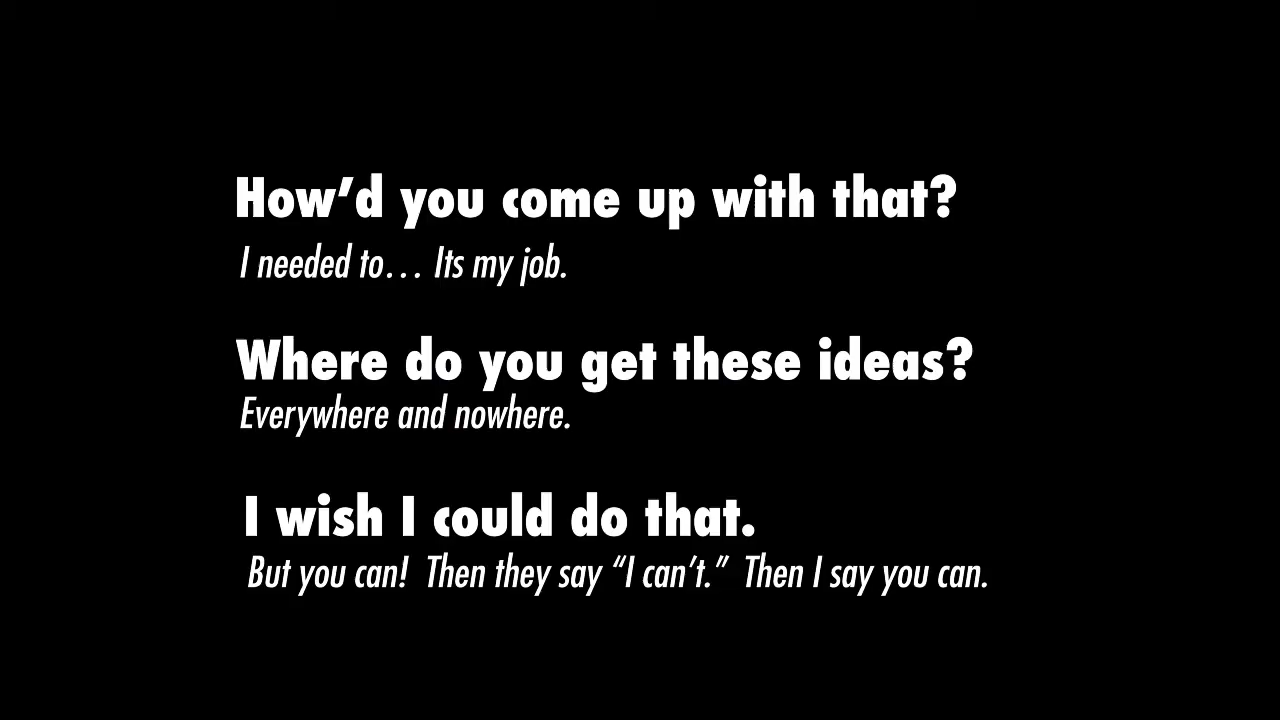 How’d you come up with that?
I needed to… Its my job.
Where do you get these ideas?
Everywhere and nowhere.
I wish I could do that.
But you can!  Then they say “I can’t.”  Then I say you can.